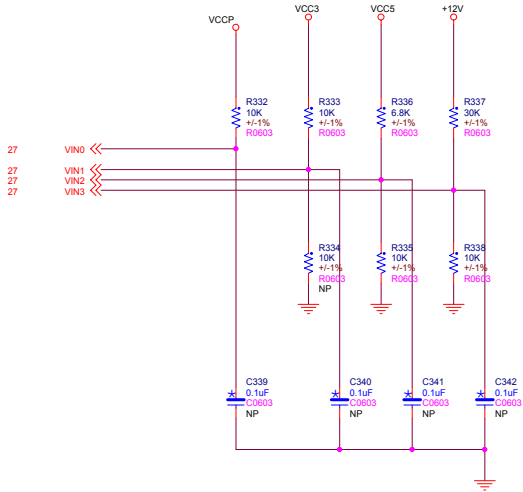 VCCP
VCC3
VCC5
+12V
R332
10K
+/-1%
R0603
R333
10K
+/-1%
R0603
R336
6.8K
+/-1%
R0603
R337
30K
+/-1%
R0603
27 VIN0
27 VIN1
27 VIN2
27 VIN3
R334
10K
+/-1%
R0603
NP
R335
10K
+/-1%
R0603
R338
10K
+/-1%
R0603
C339
0.1uF
C0603
NP
C340
0.1uF
C0603
NP
C341
0.1uF
C0603
NP
C342
0.1uF
C0603
NP